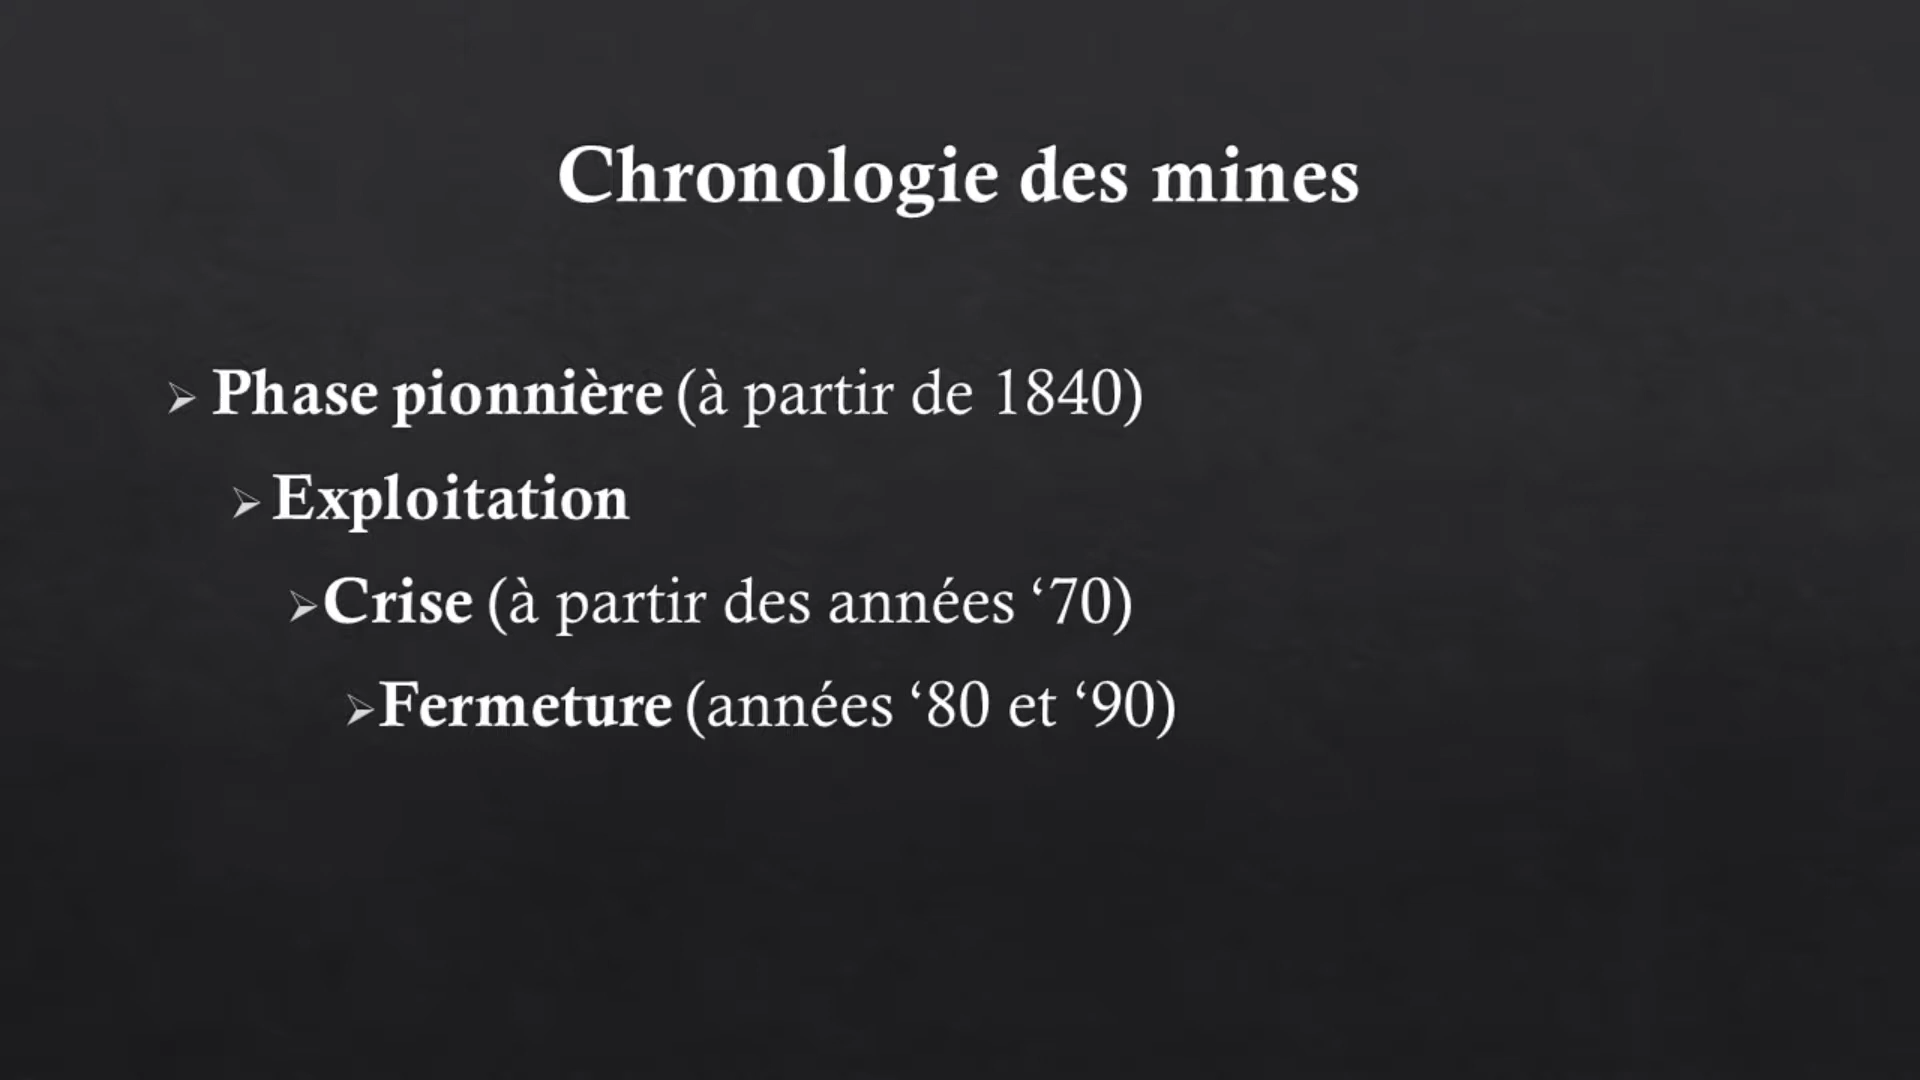 Chronologie des mines
➢ Phase pionnière (à partir de 1840)
➢ Exploitation
➢ Crise (à partir des années ‘70)
➢ Fermeture (années ‘80 et ‘90)